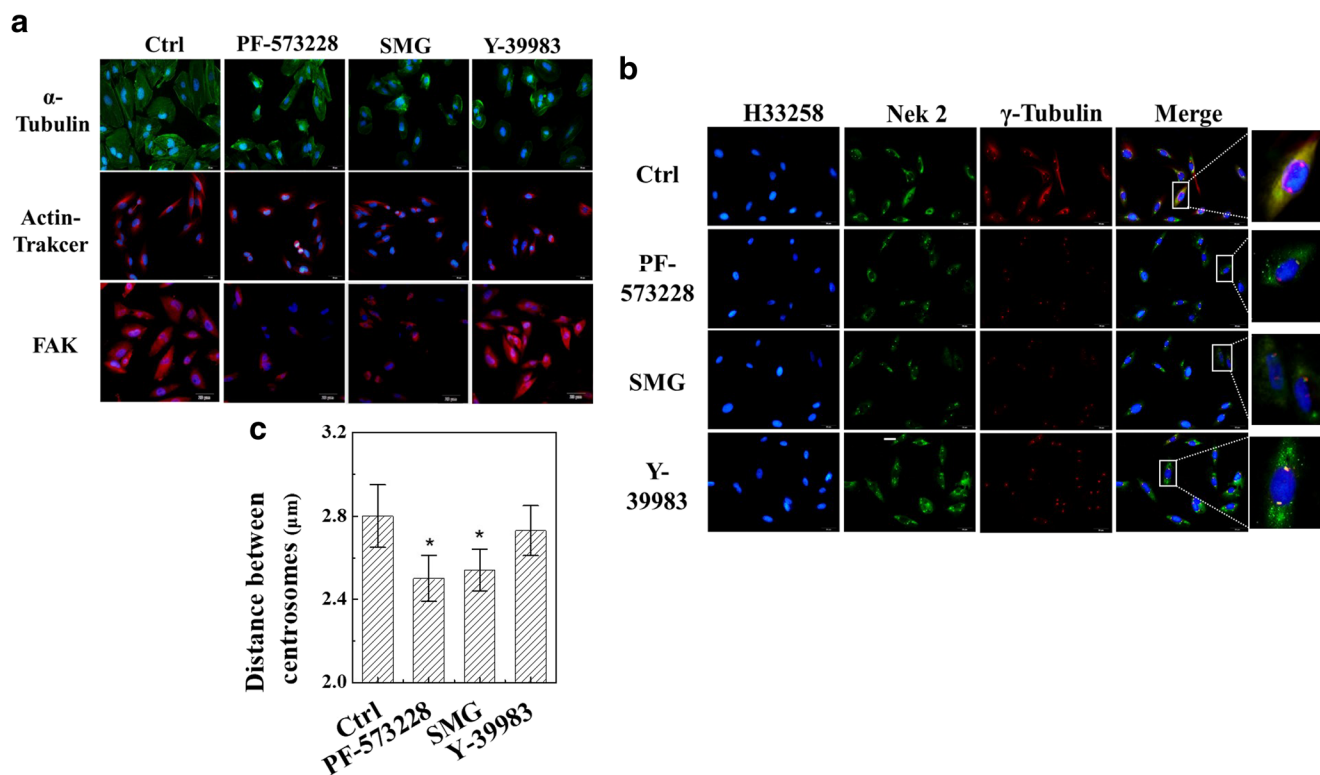 a
Ctrl PF-573228 SMG Y-39983
α-
Tubulin
Actin-
Trakcer
FAK
b
H33258 Nek 2 γ-Tubulin Merge
Ctrl
PF-
573228
SMG
Y-
39983
c
Distance between
centrosomes (μm)
3.2
2.8
2.4
2.0
* *
Ctrl
PF-573228
SMG
Y-39983